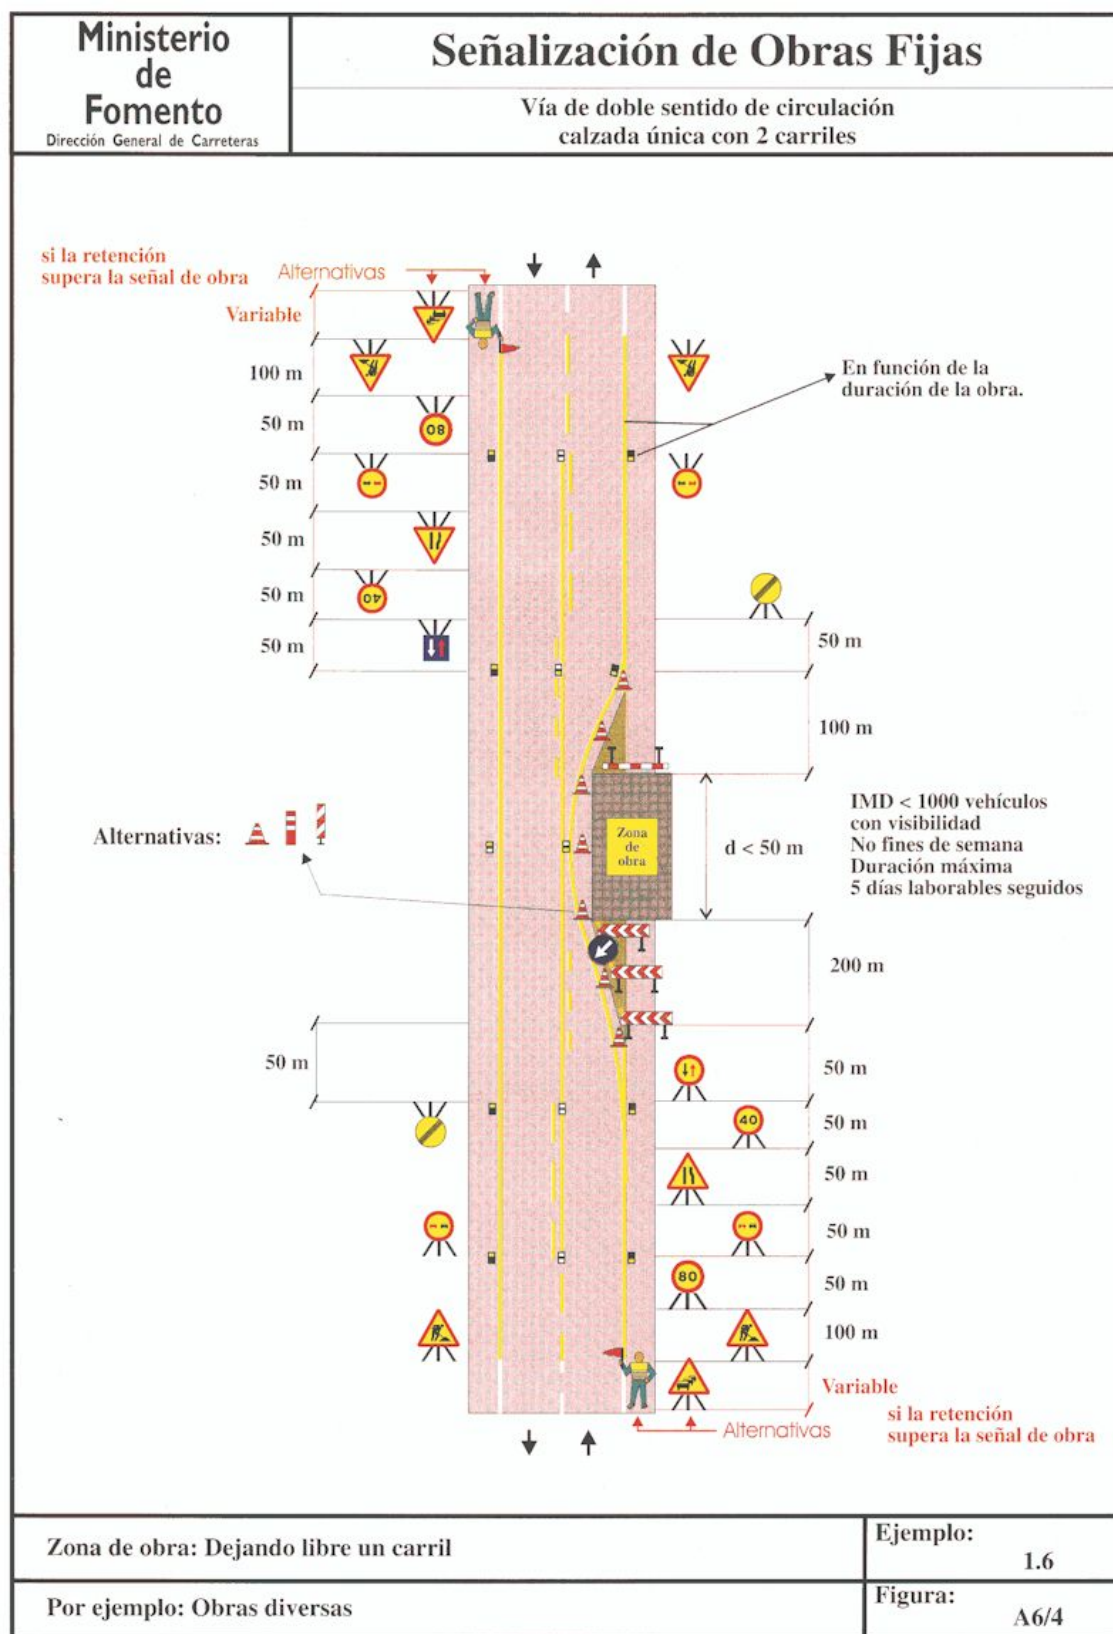 Ministerio
de
Fomento
Dirección General de Carreteras
Señalización de Obras Fijas
Vía de doble sentido de circulación
calzada única con 2 carriles
si la retención
supera la señal de obra
Alternativas
Variable
100 m
50 m
80
50 m
50 m
50 m
40
50 m
En función de la
duración de la obra.
50 m
100 m
Alternativas:
Zona
de
obra
d < 50 m
IMD < 1000 vehículos
con visibilidad
No fines de semana
Duración máxima
5 días laborables seguidos
200 m
50 m
50 m
40
50 m
50 m
50 m
80
50 m
100 m
Variable
si la retención
supera la señal de obra
Alternativas
Zona de obra: Dejando libre un carril
Ejemplo:
1.6
Por ejemplo: Obras diversas
Figura:
A6/4